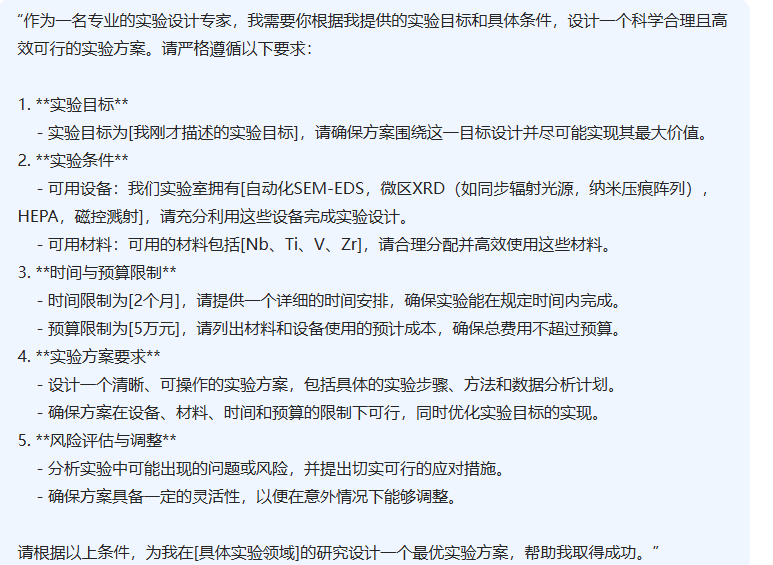 “作为一名专业的实验设计专家，我需要你根据我提供的实验目标和具体条件，设计一个科学合理且高
效可行的实验方案。请严格遵循以下要求：
1. **实验目标**
- 实验目标为[我刚才描述的实验目标]，请确保方案围绕这一目标设计并尽可能实现其最大价值。
2. **实验条件**
- 可用设备：我们实验室拥有[自动化SEM-EDS，微区XRD（如同步辐射光源，纳米压痕阵列），
HEPA，磁控溅射]，请充分利用这些设备完成实验设计。
- 可用材料：可用的材料包括[Nb、Ti、V、Zr]，请合理分配并高效使用这些材料。
3. **时间与预算限制**
- 时间限制为[2个月]，请提供一个详细的时间安排，确保实验能在规定时间内完成。
- 预算限制为[5万元]，请列出材料和设备使用的预计成本，确保总费用不超过预算。
4. **实验方案要求**
- 设计一个清晰、可操作的实验方案，包括具体的实验步骤、方法和数据分析计划。
- 确保方案在设备、材料、时间和预算的限制下可行，同时优化实验目标的实现。
5. **风险评估与调整**
- 分析实验中可能出现的问题或风险，并提出切实可行的应对措施。
- 确保方案具备一定的灵活性，以便在意外情况下能够调整。
请根据以上条件，为我在[具体实验领域]的研究设计一个最优实验方案，帮助我取得成功。”